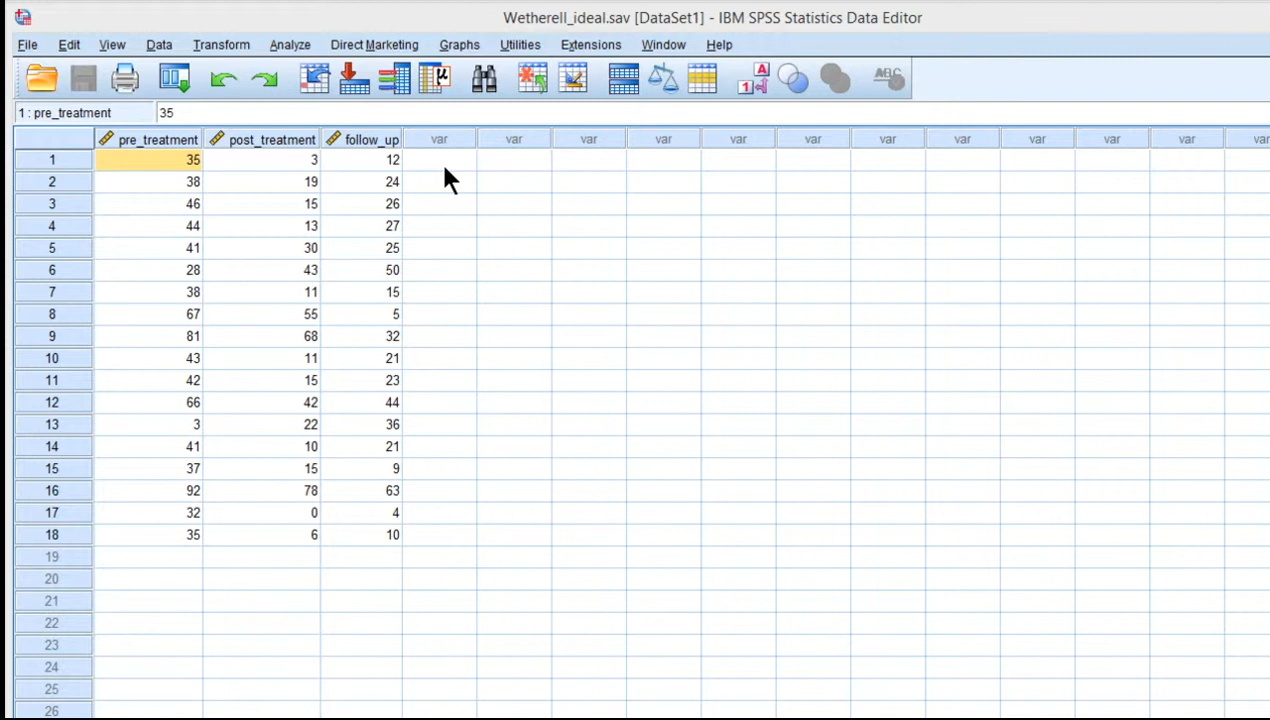 Wetherell_ideal.sav [DataSet1] - IBM SPSS Statistics Data Editor
File Edit View Data Transform Analyze Direct Marketing Graphs Utilities Extensions Window Help
μ A 1 ABC
1 : pre_treatment 35
pre_treatment post_treatment follow_up var var var var var var var var var var var var
1 35 3 12
2 38 19 24
3 46 15 26
4 44 13 27
5 41 30 25
6 28 43 50
7 38 11 15
8 67 55 5
9 81 68 32
10 43 11 21
11 42 15 23
12 66 42 44
13 3 22 36
14 41 10 21
15 37 15 9
16 92 78 63
17 32 0 4
18 35 6 10
19
20
21
22
23
24
25
26